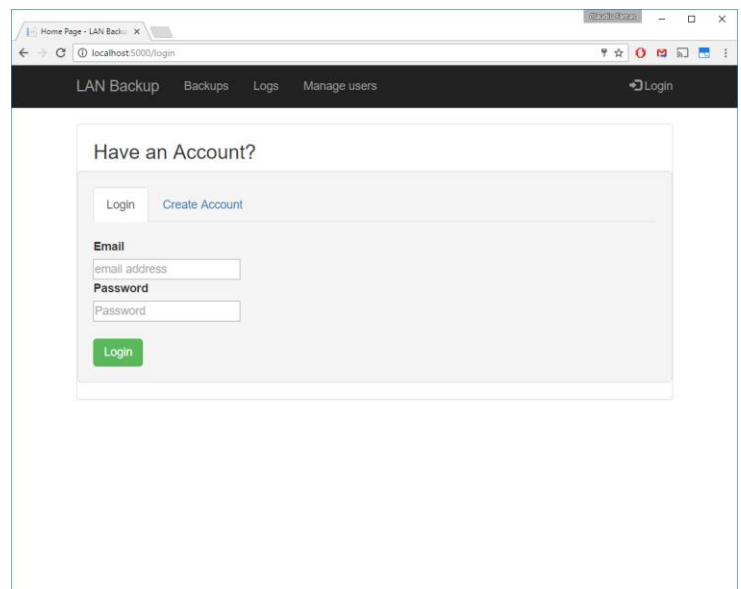 Home Page - LAN Backu
localhost:5000/login
LAN Backup Backups Logs Manage users Login
Have an Account?
Login Create Account
Email
email address
Password
Password
Login